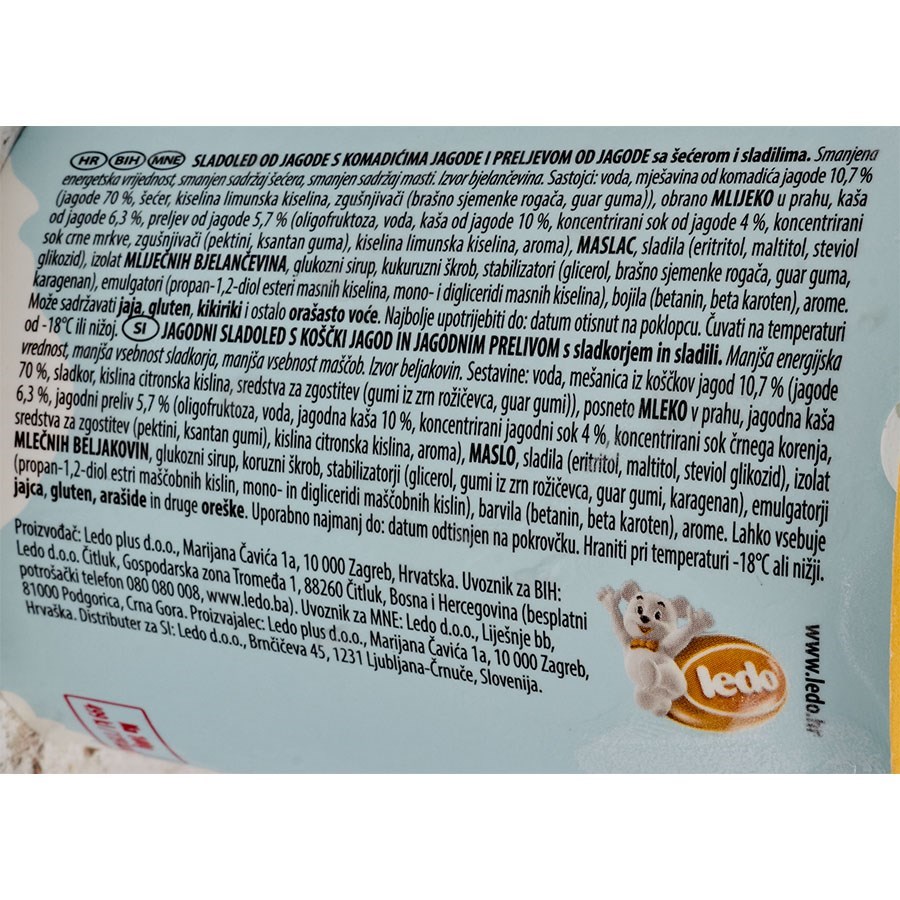 HR BIH MNE SLADOLED OD JAGODE S KOMADIĆIMA JAGODE I PRELJEVOM OD JAGODE sa šećerom i sladilima. Smanjena
energetska vrijednost, smanjen sadržaj šećera, smanjen sadržaj masti. Izvor bjelančevina. Sastojci: voda, mješavina od komadića jagode 10,7 %
(jagode 70 %, šećer, kiselina limunska kiselina, zgušnjivači (brašno sjemenke rogača, guar guma)), obrano MLIJEKO u prahu, kaša
od jagode 6,3 %, preljev od jagode 5,7 % (oligofruktoza, voda, kaša od jagode 10 %, koncentrirani sok od jagode 4 %, koncentrirani
sok crne mrkve, zgušnjivači (pektini, ksantan guma), kiselina limunska kiselina, aroma), MASLAC, sladila (eritritol, maltitol, steviol
glikozid), izolat MLIJEČNIH BJELANČEVINA, glukozni sirup, kukuruzni škrob, stabilizatori (glicerol, brašno sjemenke rogača, guar guma,
karagenan), emulgatori (propan-1,2-diol esteri masnih kiselina, mono- i digliceridi masnih kiselina), bojila (betanin, beta karoten), arome.
Može sadržavati jaja, gluten, kikiriki i ostalo orašasto voće. Najbolje upotrijebiti do: datum otisnut na poklopcu. Čuvati na temperaturi
od -18°C ili nižoj. SI JAGODNI SLADOLED S KOŠČKI JAGOD IN JAGODNIM PRELIVOM s sladkorjem in sladili. Manjša energijska
vrednost, manjša vsebnost sladkorja, manjša vsebnost maščob. Izvor beljakovin. Sestavine: voda, mešanica iz koščkov jagod 10,7 % (jagode
70 %, sladkor, kislina citronska kislina, sredstva za zgostitev (gumi iz zrn rožičevca, guar gumi)), posneto MLEKO v prahu, jagodna kaša
6,3 %, jagodni preliv 5,7 % (oligofruktoza, voda, jagodna kaša 10 %, koncentrirani jagodni sok 4 %, koncentrirani sok črnega korenja,
sredstva za zgostitev (pektini, ksantan gumi), kislina citronska kislina, aroma), MASLO, sladila (eritritol, maltitol, steviol glikozid), izolat
MLEČNIH BELJAKOVIN, glukozni sirup, koruzni škrob, stabilizatorji (glicerol, gumi iz zrn rožičevca, guar gumi, karagenan), emulgatorji
(propan-1,2-diol estri maščobnih kislin, mono- in digliceridi maščobnih kislin), barvila (betanin, beta karoten), arome. Lahko vsebuje
jajca, gluten, arašide in druge oreške. Uporabno najmanj do: datum odtisnjen na pokrovčku. Hraniti pri temperaturi -18°C ali nižji.
Proizvođač: Ledo plus d.o.o., Marijana Čavića 1a, 10 000 Zagreb, Hrvatska. Uvoznik za BIH:
Ledo d.o.o. Čitluk, Gospodarska zona Tromeđa 1, 88260 Čitluk, Bosna i Hercegovina (besplatni
potrošački telefon 080 080 008, www.ledo.ba). Uvoznik za MNE: Ledo d.o.o., Liješnje bb,
81000 Podgorica, Crna Gora. Proizvajalec: Ledo plus d.o.o., Marijana Čavića 1a, 10 000 Zagreb,
Hrvaška. Distributer za SI: Ledo d.o.o., Brnčičeva 45, 1231 Ljubljana-Črnuče, Slovenija.
ledo
www.ledo.hr